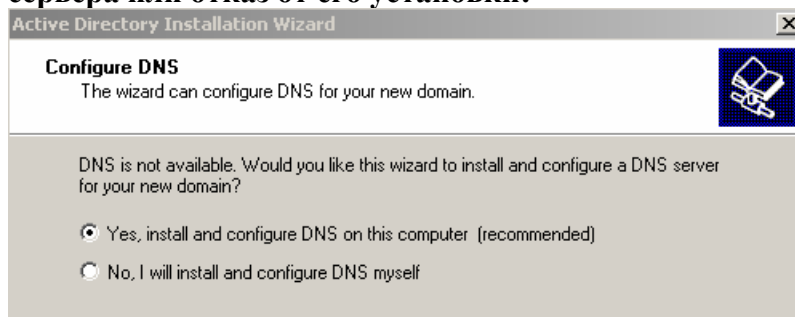 сервера или отказ от его установки.
Active Directory Installation Wizard
Configure DNS
The wizard can configure DNS for your new domain.
DNS is not available. Would you like this wizard to install and configure a DNS server
for your new domain?
Yes, install and configure DNS on this computer (recommended)
No, I will install and configure DNS myself